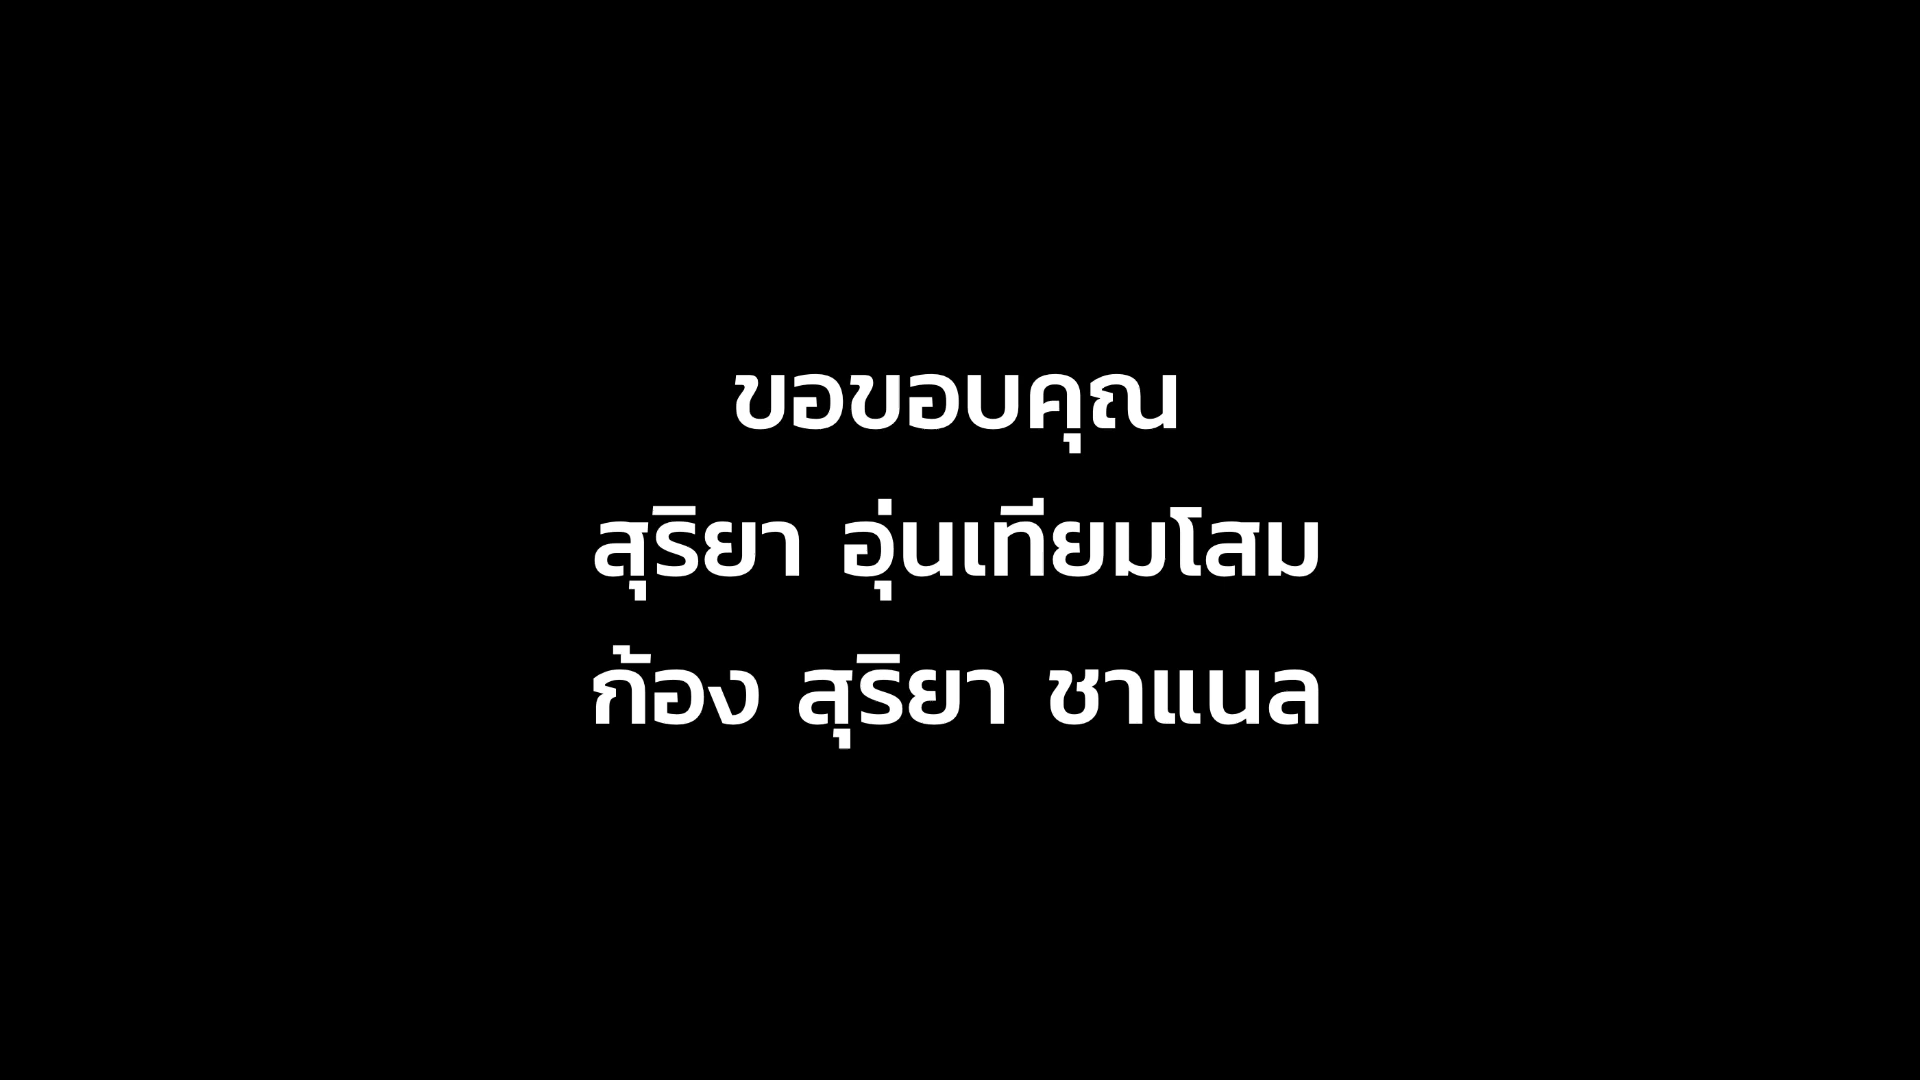 ขอขอบคุณ
สุริยา อุ่นเทียมโสม
ก้อง สุริยา ชาแนล